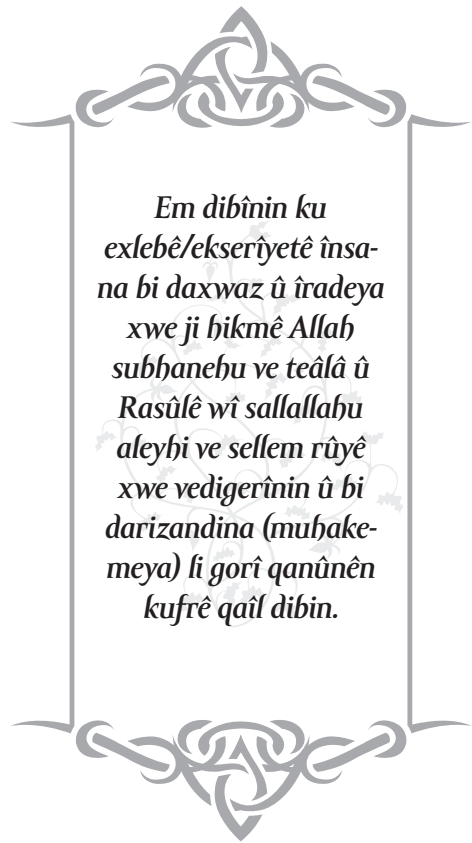 Em dibînin ku
exlebê/ekserîyetê însa-
na bi daxwaz û îradeya
xwe ji hikmê Allah
subhanehu ve teâlâ û
Rasûlê wî sallallahu
aleyhi ve sellem rûyê
xwe vedigerînin û bi
darizandina (muhake-
meya) li gorî qanûnên
kufrê qaîl dibin.